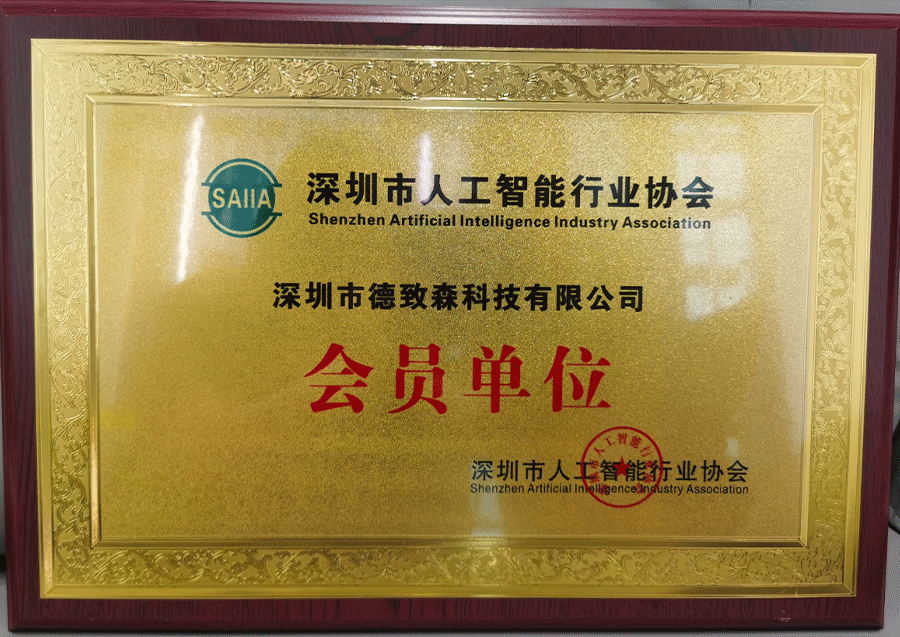 SAIIA
深圳市人工智能行业协会
Shenzhen Artificial Intelligence Industry Association
深圳市德致森科技有限公司
会员单位
深圳市人工智能行业协会
Shenzhen Artificial Intelligence Industry Association